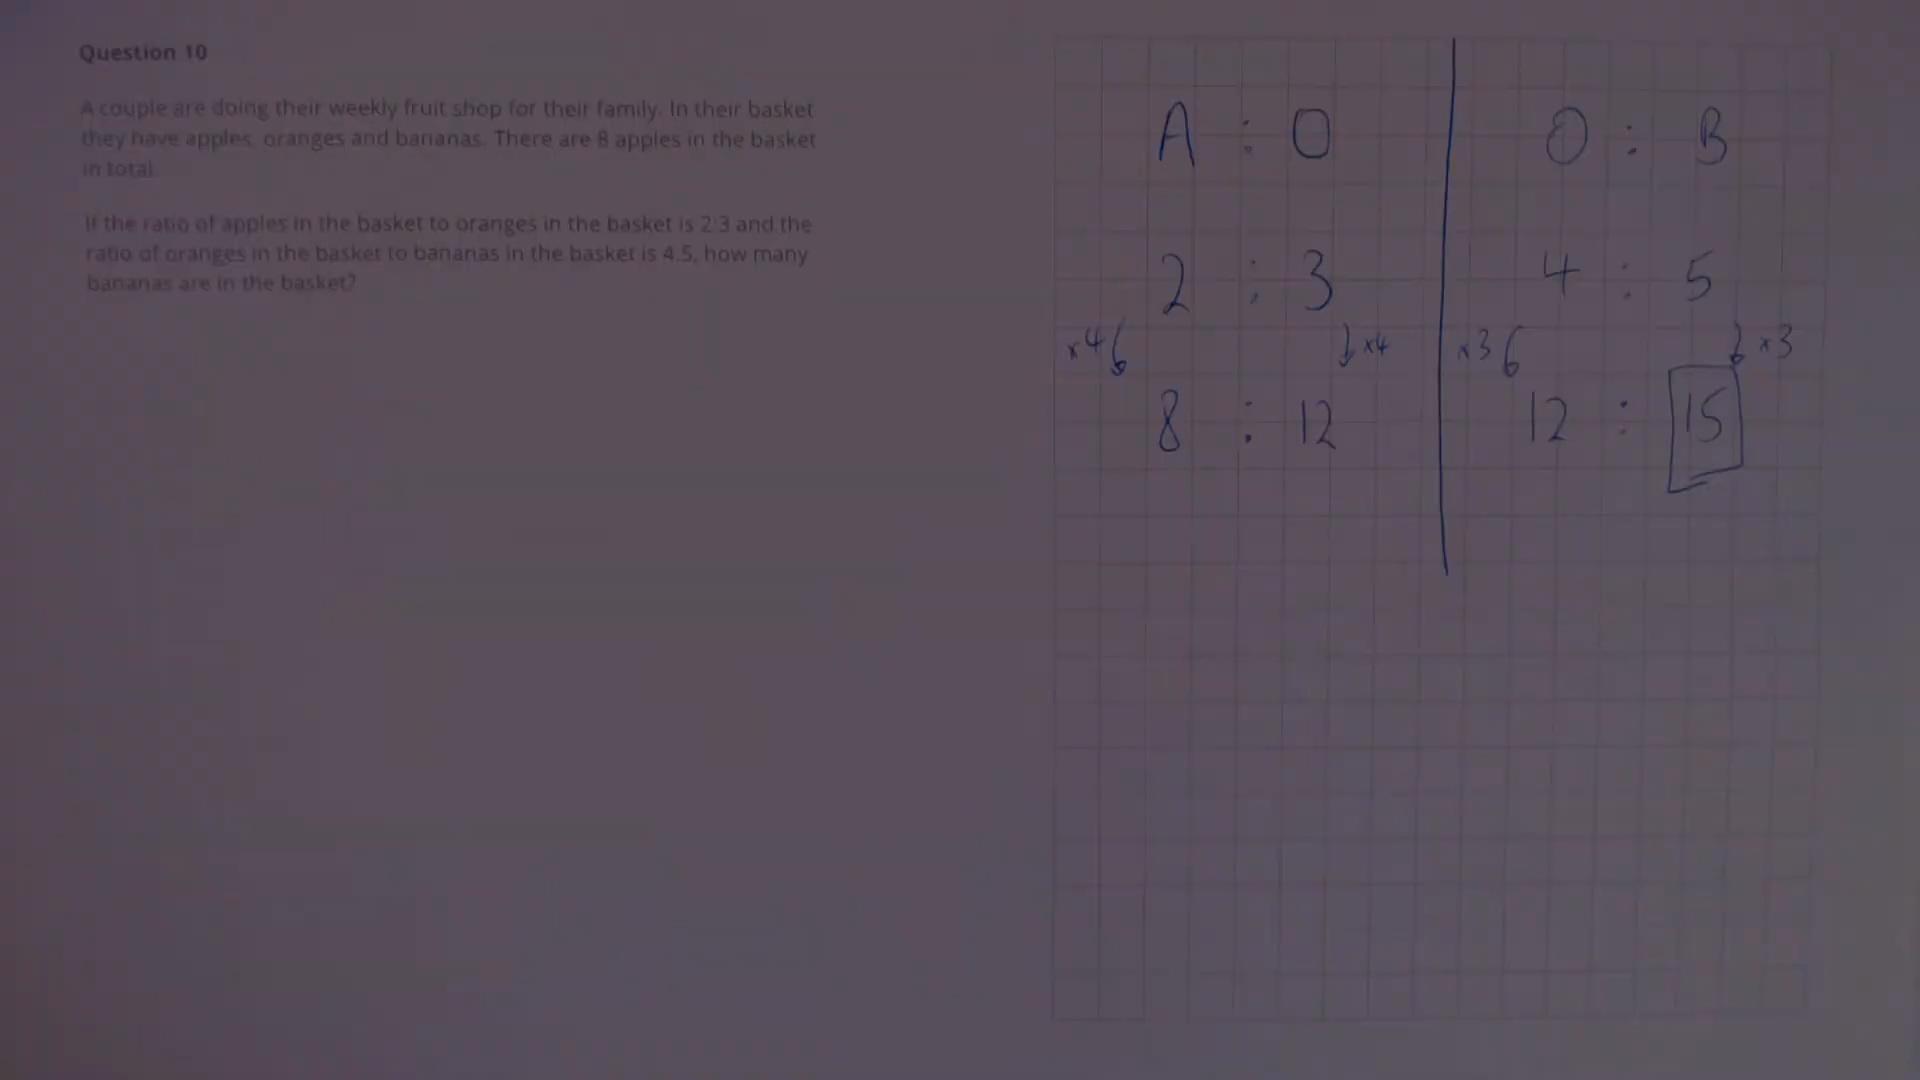 Question 10
A couple are doing their weekly fruit shop for their family. In their basket
they have apples, oranges and bananas. There are 8 apples in the basket
in total.
If the ratio of apples in the basket to oranges in the basket is 2:3 and the
ratio of oranges in the basket to bananas in the basket is 4:5, how many
bananas are in the basket?
A : O
2 : 3
x4 x4
8 : 12
O : B
4 : 5
x3 x3
12 : 15